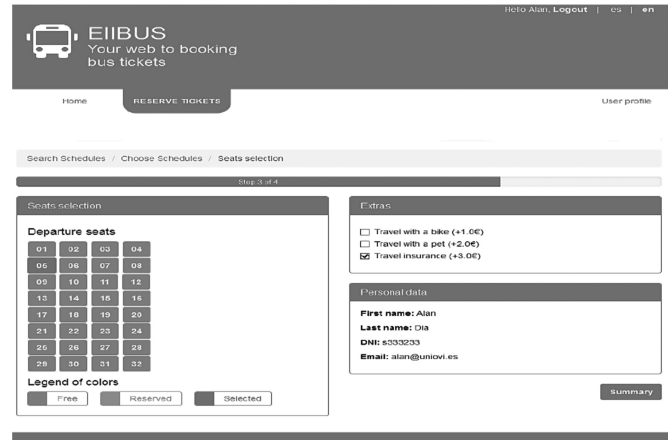 Hello Alan, Logout | es | en
EIIBUS
Your web to booking
bus tickets
Home
RESERVE TICKETS
User profile
Search Schedules / Choose Schedules / Seats selection
Step 3 of 4
Seats selection
Departure seats
01 02 03 04
05 06 07 08
09 10 11 12
13 14 15 16
17 18 19 20
21 22 23 24
25 26 27 28
29 30 31 32
Legend of colors
Free Reserved Selected
Extras
Travel with a bike (+1.0€)
Travel with a pet (+2.0€)
Travel insurance (+3.0€)
Personal data
First name: Alan
Last name: Dia
DNI: s333233
Email: alan@uniovi.es
Summary